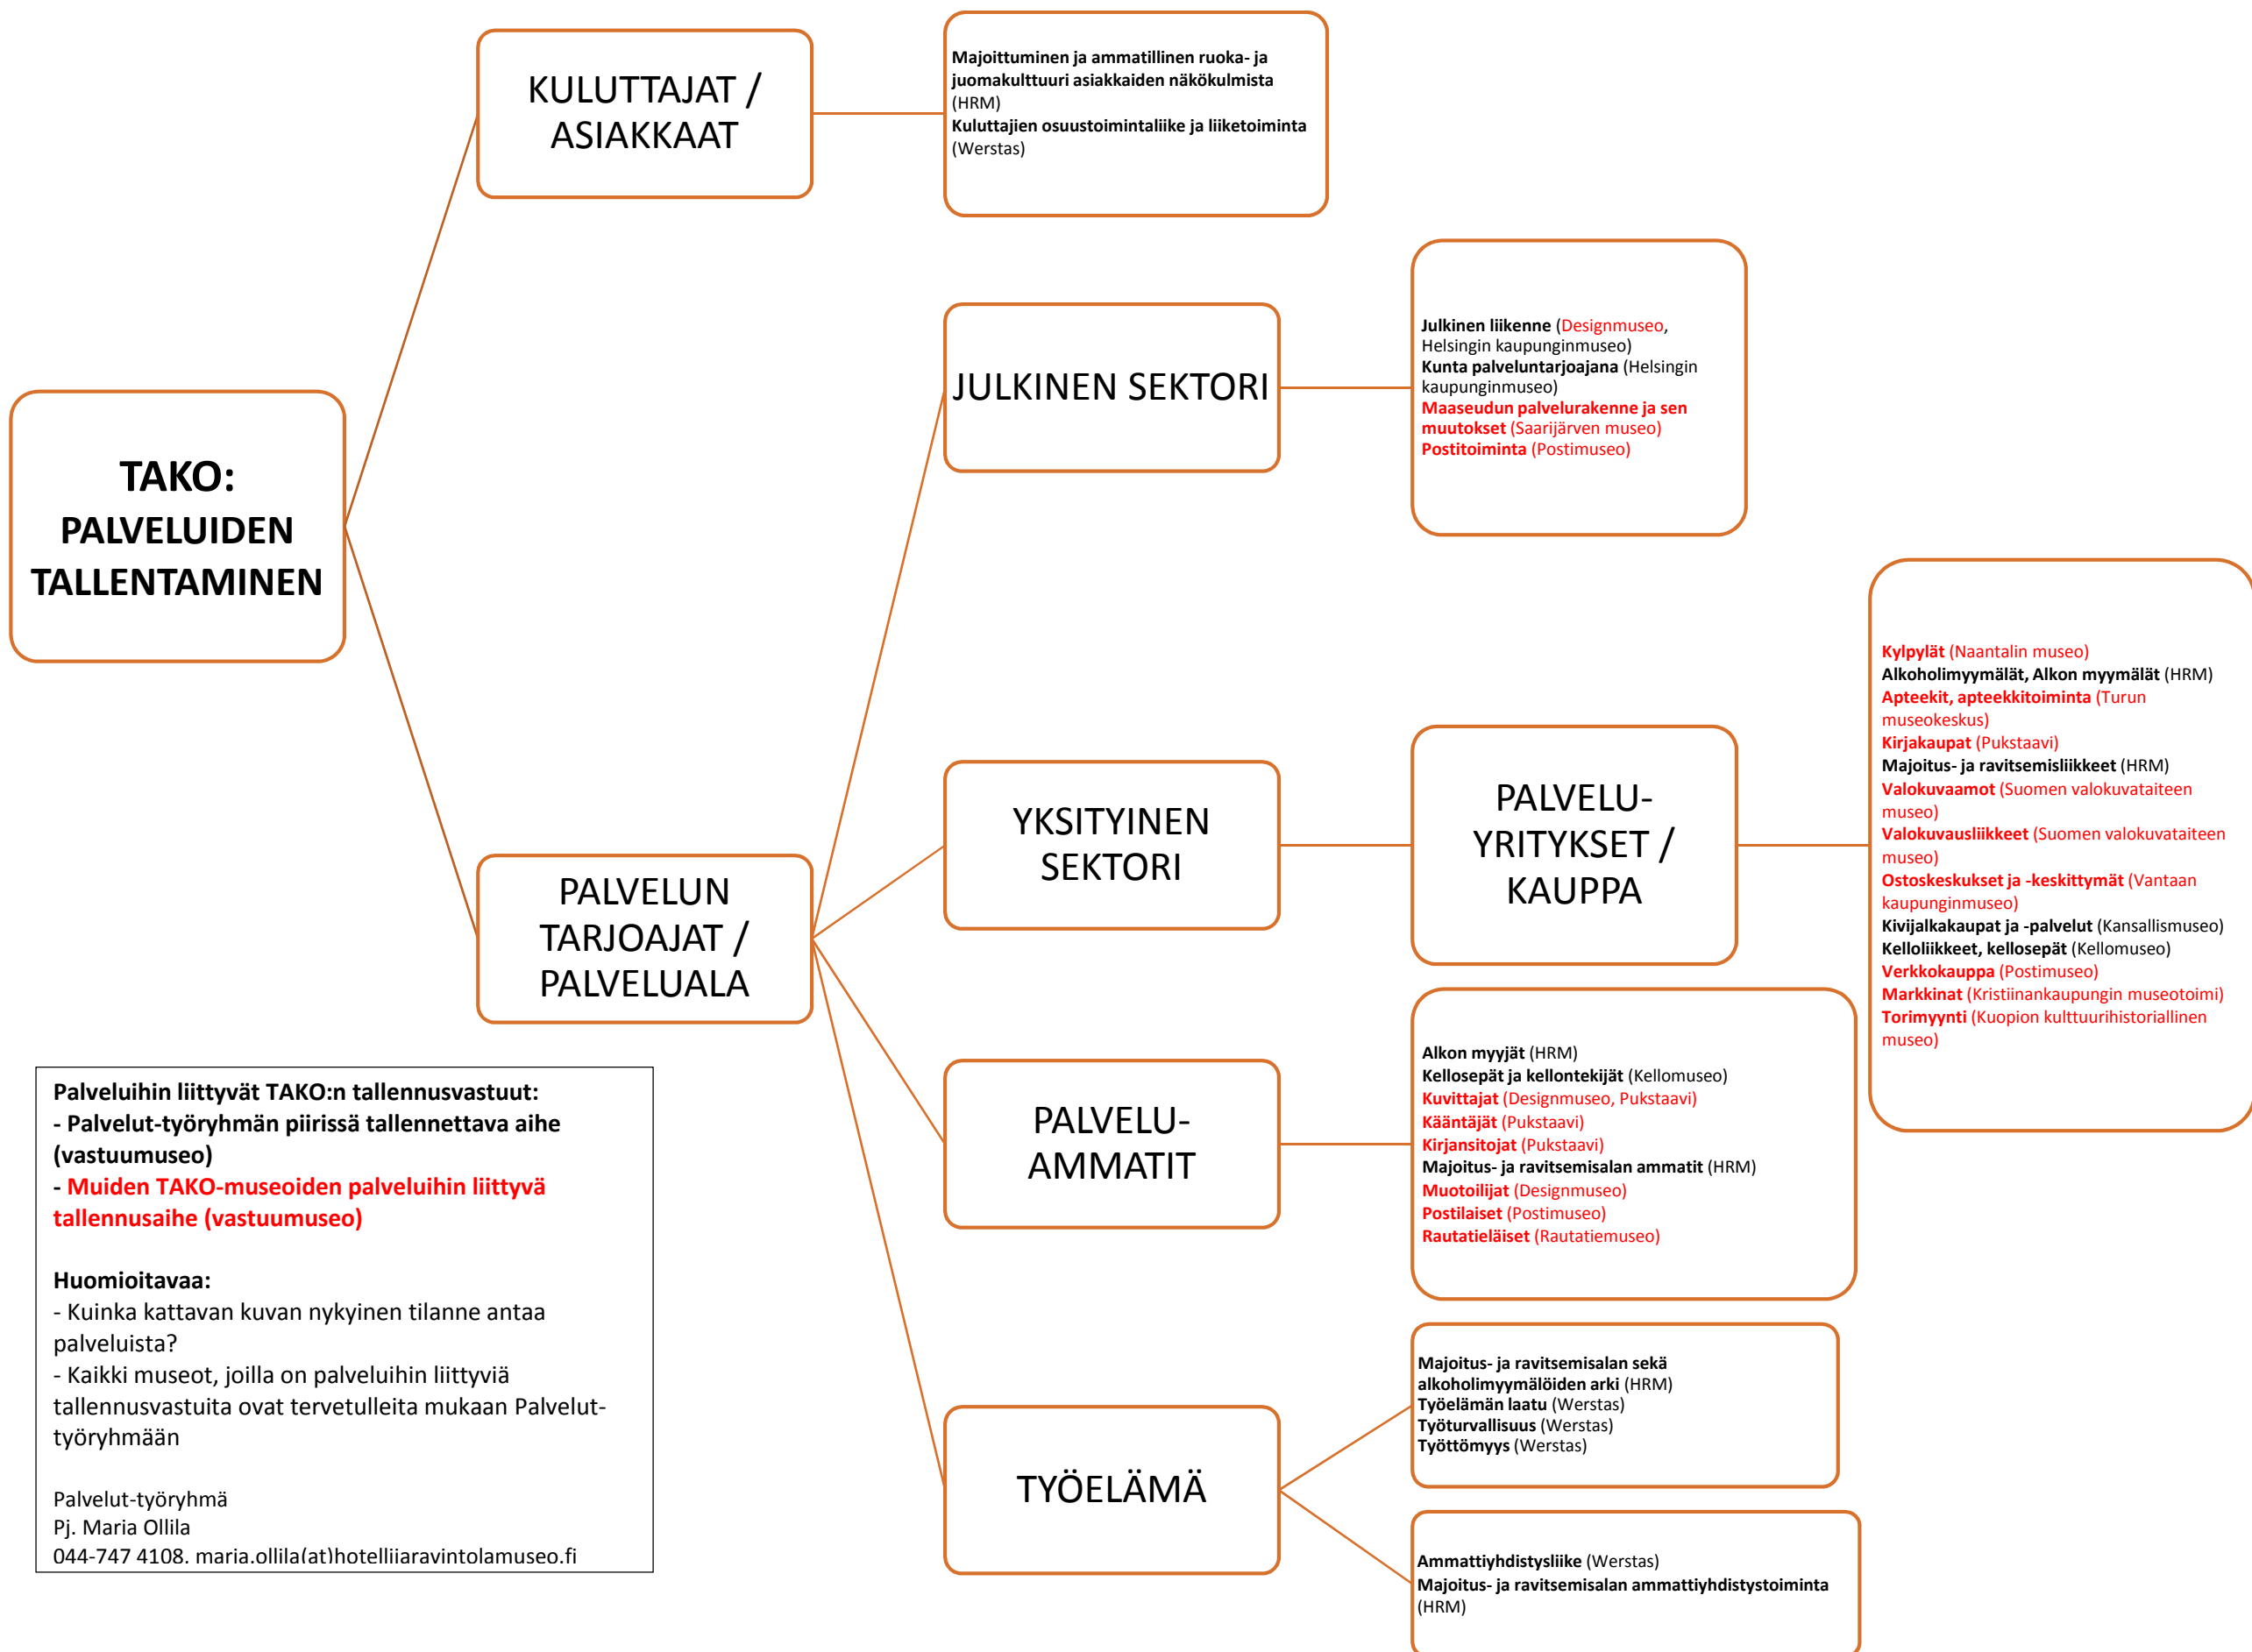 TAKO:
PALVELUIDEN
TALLENTAMINEN
KULUTTAJAT /
ASIAKKAAT
Majoittuminen ja ammatillinen ruoka- ja
juomakulttuuri asiakkaiden näkökulmista
(HRM)
Kuluttajien osuustoimintaliike ja liiketoiminta
(Werstas)
PALVELUN
TARJOAJAT /
PALVELUALA
JULKINEN SEKTORI
Julkinen liikenne (Designmuseo,
Helsingin kaupunginmuseo)
Kunta palveluntarjoajana (Helsingin
kaupunginmuseo)
Maaseudun palvelurakenne ja sen
muutokset (Saarijärven museo)
Postitoiminta (Postimuseo)
YKSITYINEN
SEKTORI
PALVELU-
YRITYKSET /
KAUPPA
Kylpylät (Naantalin museo)
Alkoholimyymälät, Alkon myymälät (HRM)
Apteekit, apteekkitoiminta (Turun
museokeskus)
Kirjakaupat (Pukstaavi)
Majoitus- ja ravitsemisliikkeet (HRM)
Valokuvaamot (Suomen valokuvataiteen
museo)
Valokuvausliikkeet (Suomen valokuvataiteen
museo)
Ostoskeskukset ja -keskittymät (Vantaan
kaupunginmuseo)
Kivijalkakaupat ja -palvelut (Kansallismuseo)
Kelloliikkeet, kellosepät (Kellomuseo)
Verkkokauppa (Postimuseo)
Markkinat (Kristiinankaupungin museotoimi)
Torimyynti (Kuopion kulttuurihistoriallinen
museo)
PALVELU-
AMMATIT
Alkon myyjät (HRM)
Kellosepät ja kellontekijät (Kellomuseo)
Kuvittajat (Designmuseo, Pukstaavi)
Kääntäjät (Pukstaavi)
Kirjansitojat (Pukstaavi)
Majoitus- ja ravitsemisalan ammatit (HRM)
Muotoilijat (Designmuseo)
Postilaiset (Postimuseo)
Rautatieläiset (Rautatiemuseo)
TYÖELÄMÄ
Majoitus- ja ravitsemisalan sekä
alkoholimyymälöiden arki (HRM)
Työelämän laatu (Werstas)
Työturvallisuus (Werstas)
Työttömyys (Werstas)
Ammattiyhdistysliike (Werstas)
Majoitus- ja ravitsemisalan ammattiyhdistystoiminta
(HRM)
Palveluihin liittyvät TAKO:n tallennusvastuut:
- Palvelut-työryhmän piirissä tallennettava aihe
(vastuumuseo)
- Muiden TAKO-museoiden palveluihin liittyvä
tallennusaihe (vastuumuseo)
Huomioitavaa:
- Kuinka kattavan kuvan nykyinen tilanne antaa
palveluista?
- Kaikki museot, joilla on palveluihin liittyviä
tallennusvastuita ovat tervetulleita mukaan Palvelut-
työryhmään
Palvelut-työryhmä
Pj. Maria Ollila
044-747 4108, maria.ollila(at)hotellijaravintolamuseo.fi